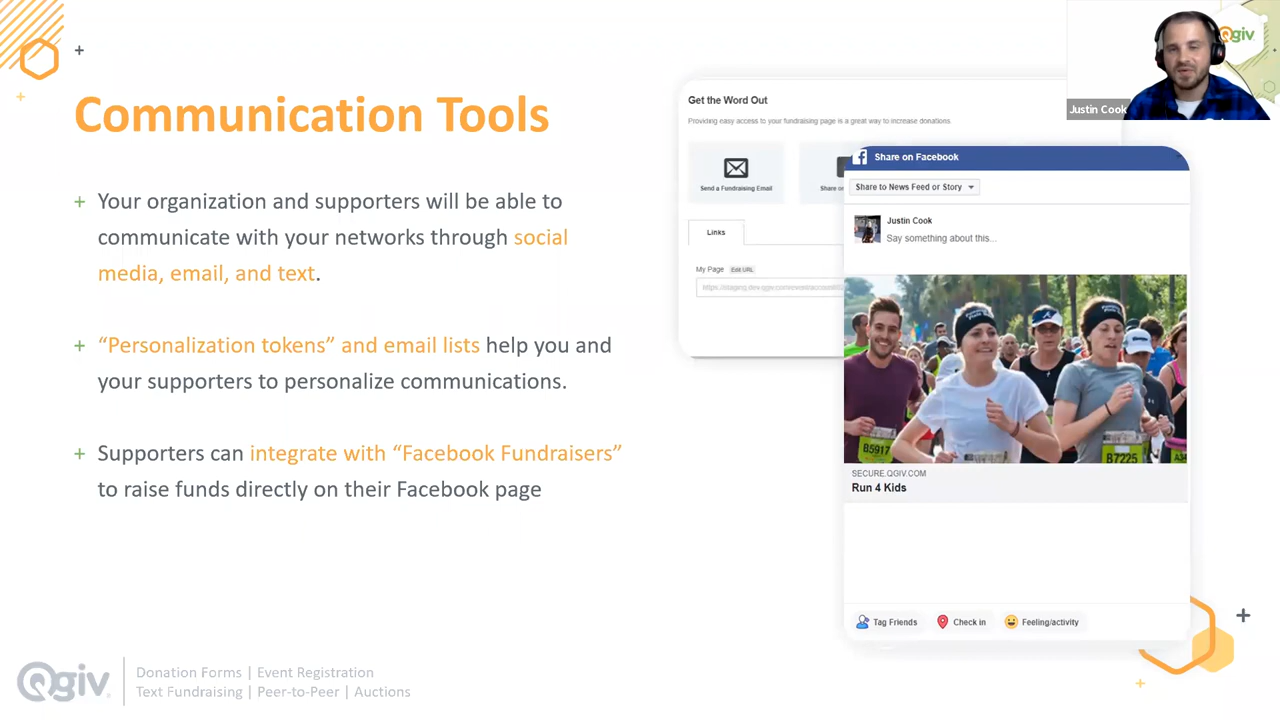 Communication Tools
+ Your organization and supporters will be able to
communicate with your networks through social
media, email, and text.
+ “Personalization tokens” and email lists help you and
your supporters to personalize communications.
+ Supporters can integrate with “Facebook Fundraisers”
to raise funds directly on their Facebook page
Qgiv
Justin Cook
Get the Word Out
Providing easy access to your fundraising page is a great way to increase donations.
Send a Fundraising Email
Share on
Links
My Page Edit URL
Share on Facebook
Share to News Feed or Story
Justin Cook
Say something about this...
B5917
B7225
SECURE.QGIV.COM
Run 4 Kids
Tag Friends
Check in
Feeling/activity
Qgiv
Donation Forms | Event Registration
Text Fundraising | Peer-to-Peer | Auctions